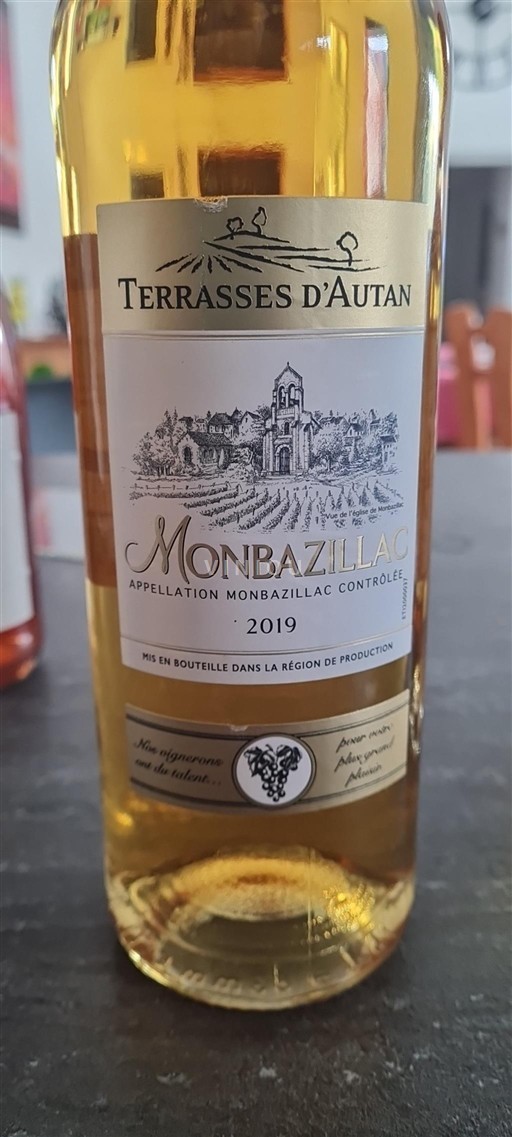 TERRASSES D'AUTAN
Vue de l'église de Monbazillac
MONBAZILLAC
APPELLATION MONBAZILLAC CONTRÔLÉE
2019
MIS EN BOUTEILLE DANS LA RÉGION DE PRODUCTION
Nos vignerons
ont du talent...
pour votre
plus grand
plaisir